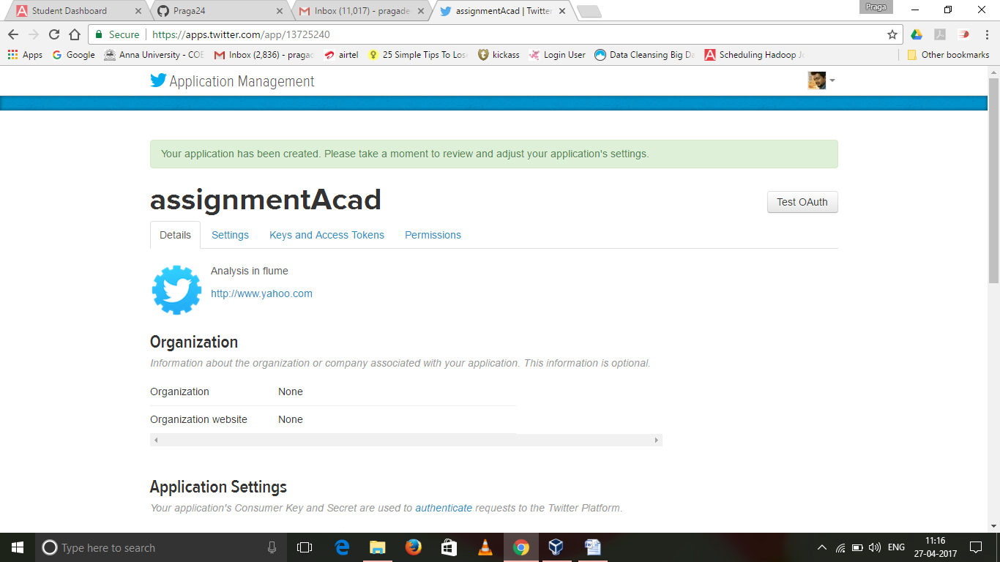 Student Dashboard
Praga24
Inbox (11,017) - pragade
assignmentAcad | Twitter
Praga
Secure
https://apps.twitter.com/app/13725240
Apps
Google
Anna University - COE
Inbox (2,836) - pragad
airtel
25 Simple Tips To Los
kickass
Login User
Data Cleansing Big Da
Scheduling Hadoop Jo
Other bookmarks
Application Management
Your application has been created. Please take a moment to review and adjust your application's settings.
assignmentAcad
Test OAuth
Details
Settings
Keys and Access Tokens
Permissions
Analysis in flume
http://www.yahoo.com
Organization
Information about the organization or company associated with your application. This information is optional.
Organization None
Organization website None
Application Settings
Your application's Consumer Key and Secret are used to authenticate requests to the Twitter Platform.
Type here to search
ENG
11:16
27-04-2017